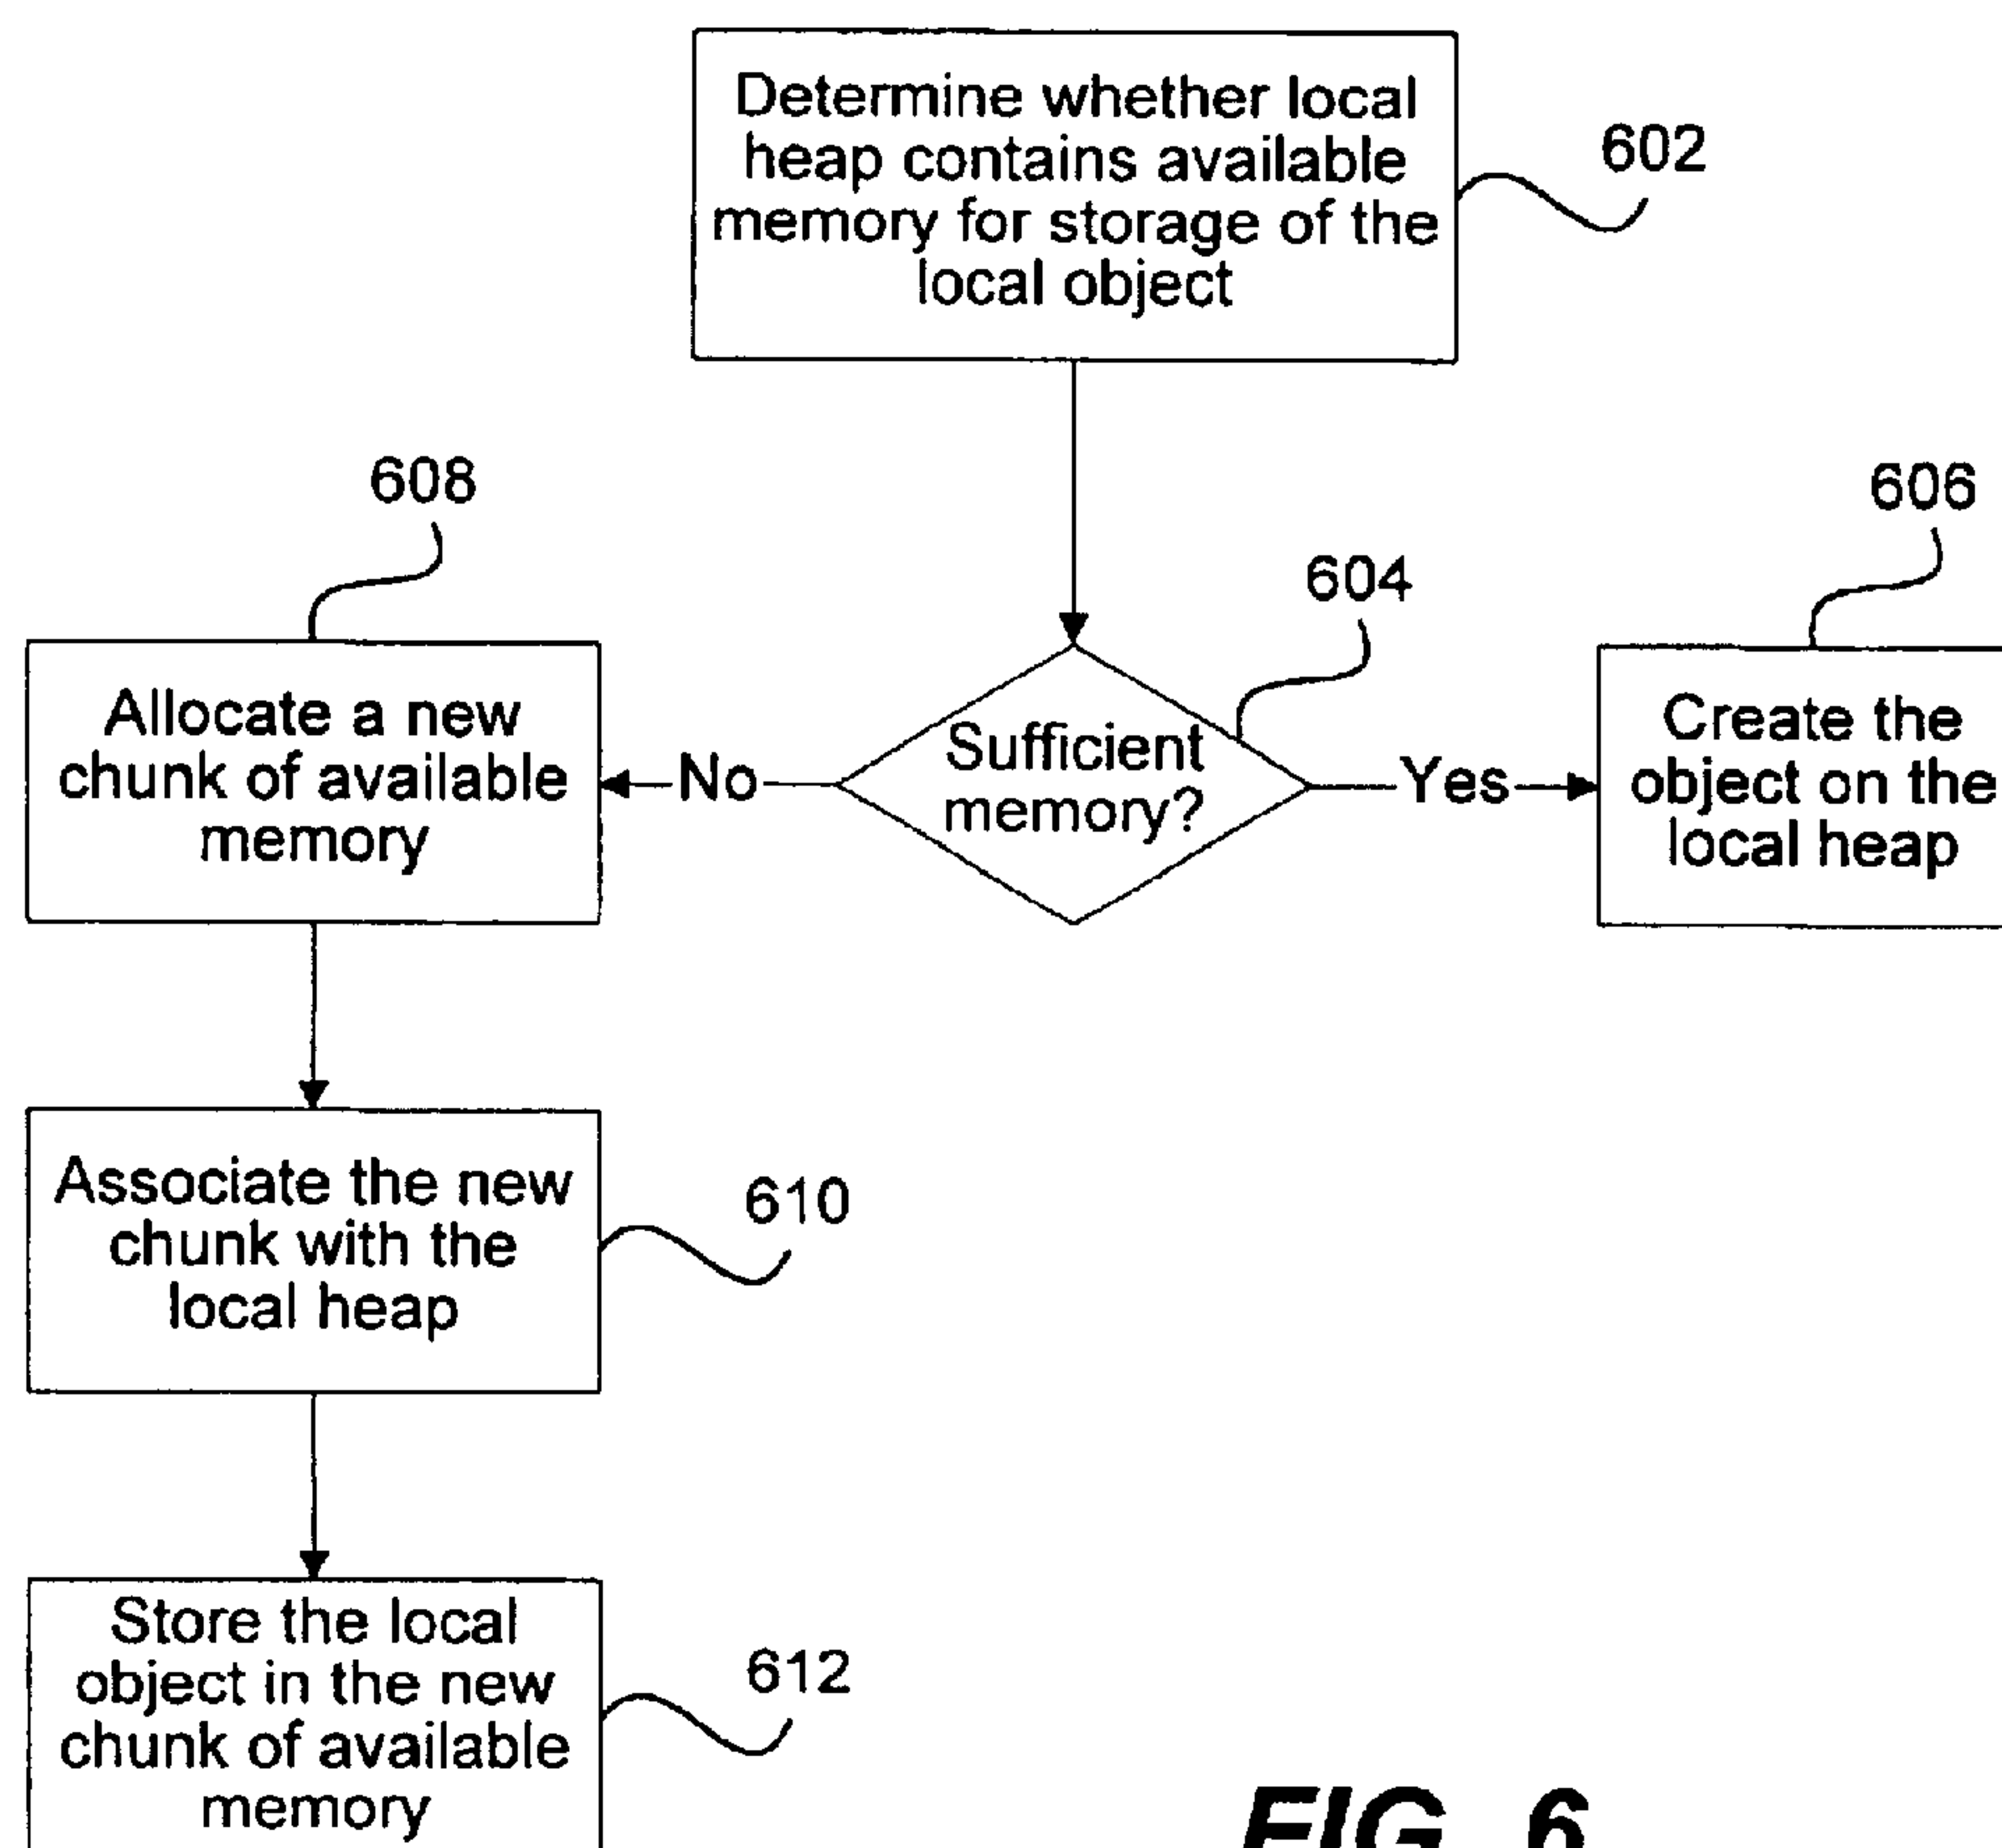 Determine whether local
heap contains available
memory for storage of the
local object
602
608
606
604
Allocate a new
chunk of available
memory
No
Sufficient
memory?
Yes
Create the
object on the
local heap
Associate the new
chunk with the
local heap
610
Store the local
object in the new
chunk of available
memory
612
FIG. 6